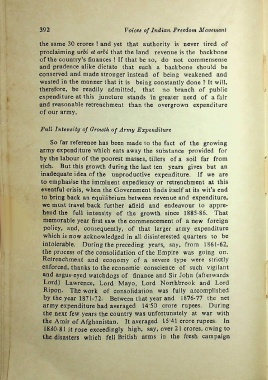 392 Voices of Indian Freedom Movement
the same 30 crores ! and yet that authority is never tired of
proclaiming urbi et orbi that the land revenue is the backbone
of the country's finances ! If that be so, do not commonsense
and prudence alike dictate that such a backbone should be
conserved and made stronger instead of being weakened and
wasted in the manner that it is being constantly done ? It will,
therefore, be readily admitted, that no branch of public
expenditure at this juncture stands in greater need of a fair
and reasonable retrenchment than the overgrown expenditure
of our army.
Full Intensity of Growth of Army Expenditure
So far reference has been made to the fact of the growing
army expenditure which eats away the substance provided for
by the labour of the poorest masses, tillers of a soil far from
rich. But this growth during the last ten years gives but an
inadequate idea of the unproductive expenditure. If we are
to emphasise the imminent expediency or retrenchment at this
eventful crisis, when the Government finds itself at its wit's end
to bring back an equilibrium between revenue and expenditure,
we must travel back further afield and endeavour to appre-
hend the full intensity of the growth since 1885-86. That
memorable year first saw the commencement of a new foreign
policy, and, consequently, of that larger army expenditure
which is now acknowledged in all disinterested quarters to be
intolerable. During the preceding years, say, from 1861-62,
the process of the consolidation of the Empire was going on.
Retrenchment and economy of a severe type were strictly
enforced, thanks to the economic conscience of such vigilant
and argus-eyed watchdogs of finance and Sir John (afterwards
Lord) Lawrence, Lord Mayo, Lord Northbrook and Lord
Ripon. The work of consolidation was fully accomplished
by the year 1871-72. Between that year and 1876-77 the net
army expenditure had averaged 14·50 crore rupees. During
the next few years the country was unfortunately at war with
the Amir of Afghanistan. It averaged 15·41 crore rupees. In
1880-81 it rose exceedingly high, say, over 21 crores, owing to
the disasters which fell British arms in the fresh campaign